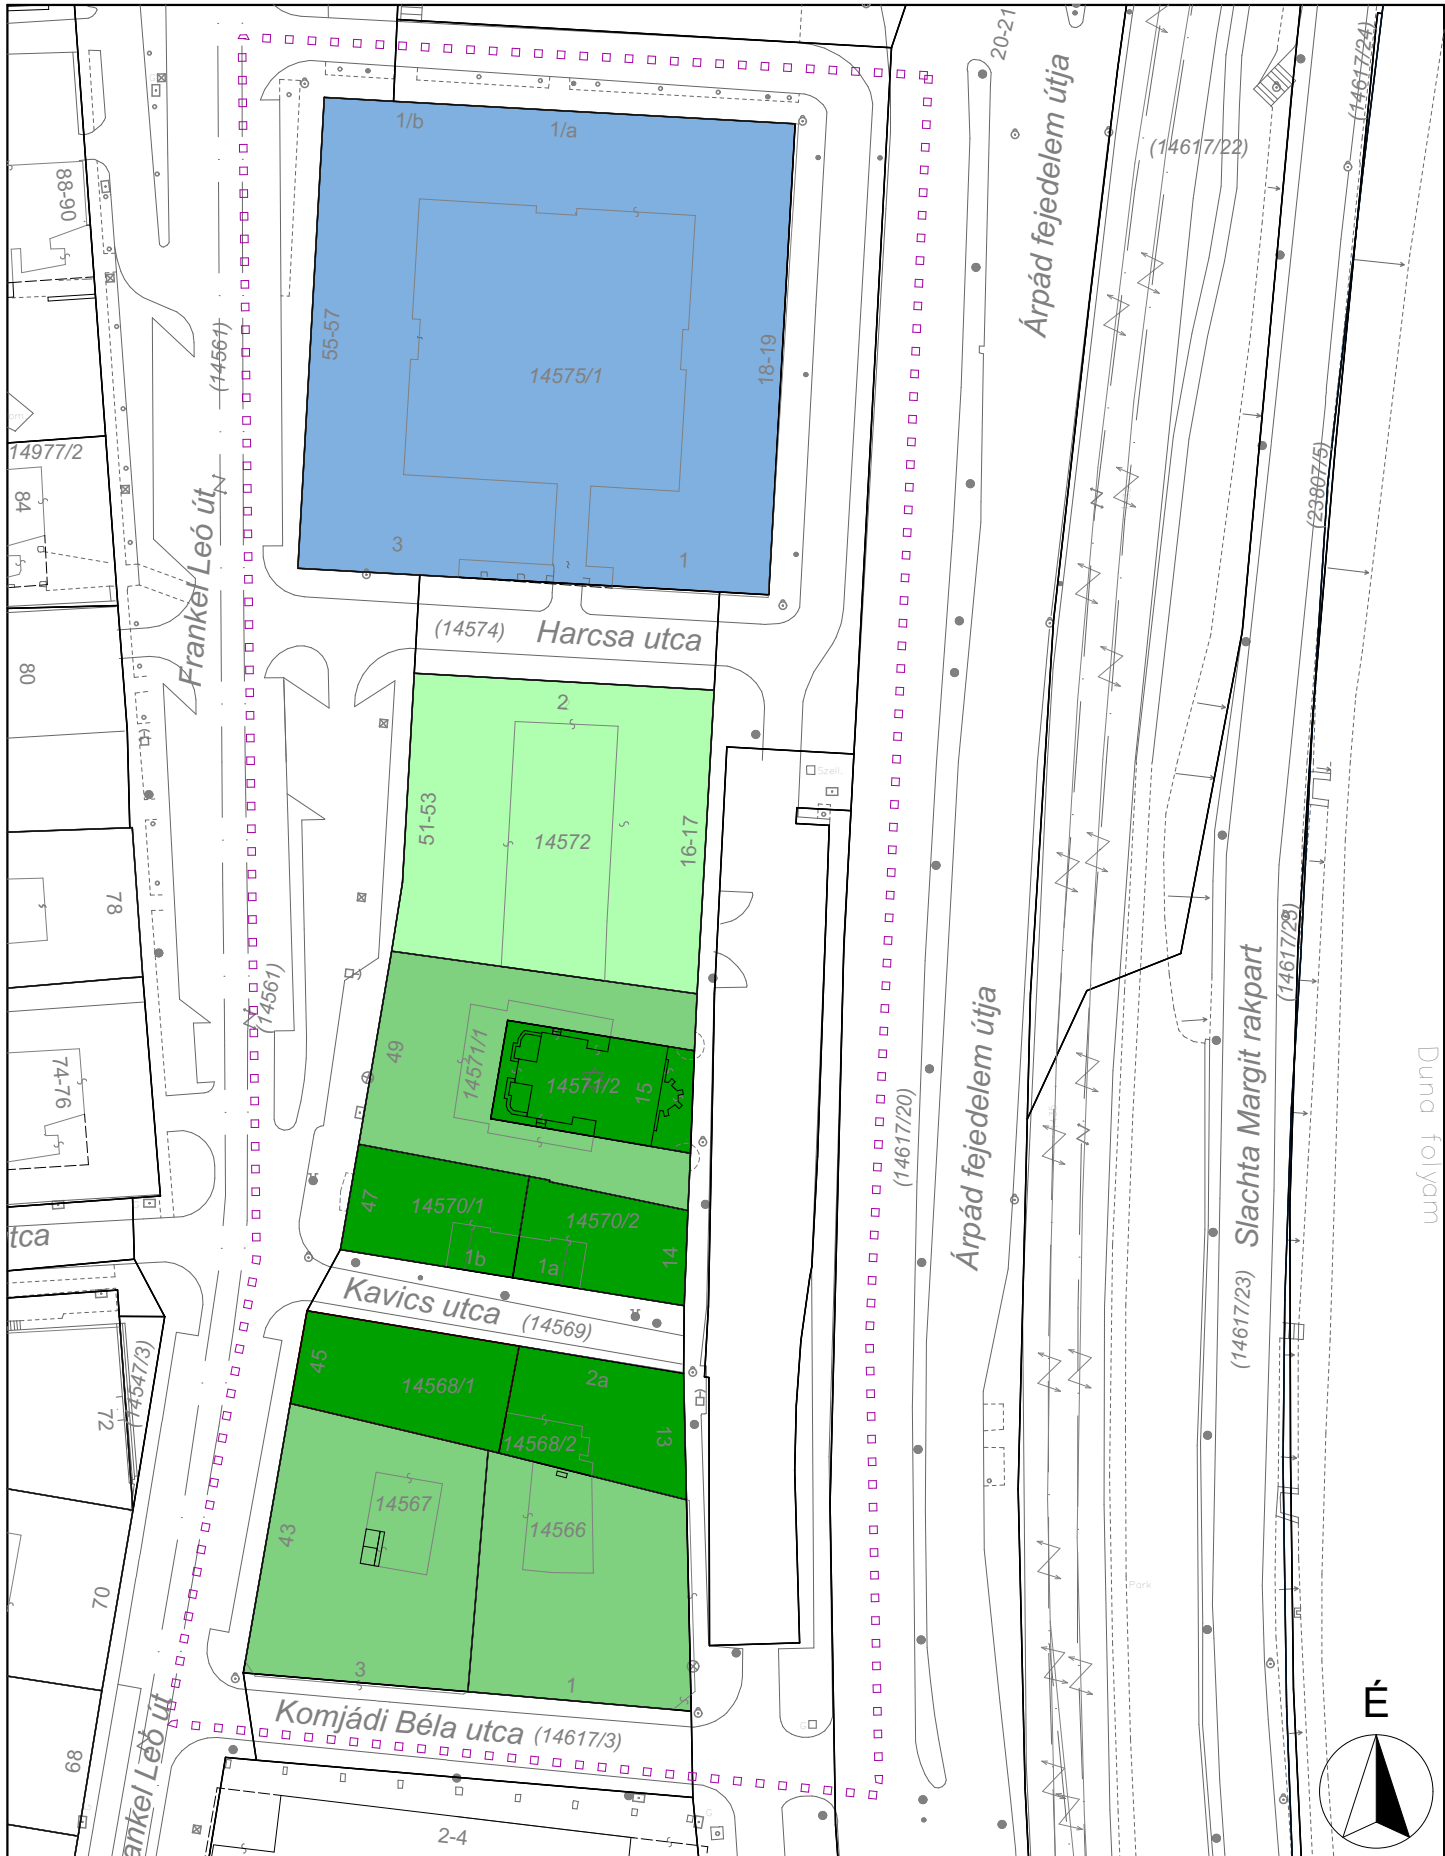 20-21
Árpád fejedelem útja
(14617/24)
(14617/22)
1/b
1/a
88-90
55-57
(14561)
18-19
14575/1
14977/2
84
Frankel Leó út
(23807/5)
3
1
(14574)
Harcsa utca
80
2
Szell.
51-53
14572
16-17
78
(14561)
(14617/25)
Slachta Margit rakpart
Árpád fejedelem útja
49
14571/1
14571/2
15
74-76
(14617/20)
Duna folyam
47
14570/1
14570/2
14
1b
1a
tca
Kavics utca
(14569)
(14617/23)
45
14568/1
2a
(14547/3)
72
13
14568/2
14567
14566
43
70
Park
3
1
É
Komjádi Béla utca
(14617/3)
68
ankel Leó út
2-4